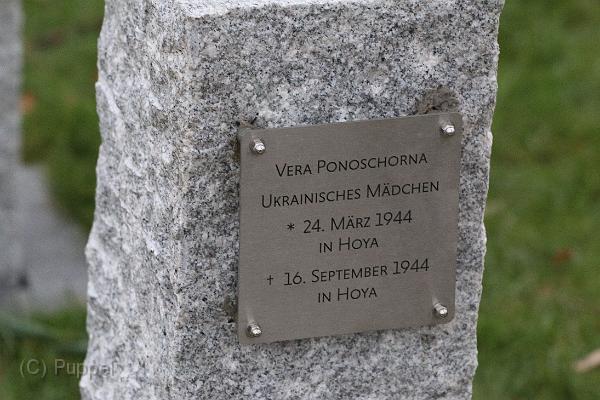 Vera Ponoschorna
Ukrainisches Mädchen
* 24. März 1944
in Hoya
† 16. September 1944
in Hoya
(C) Puppel